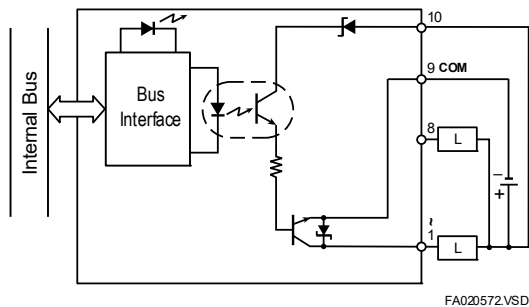 Internal Bus
Bus
Interface
10
9 COM
8
L
−
+
~
1
L
FA020572.VSD